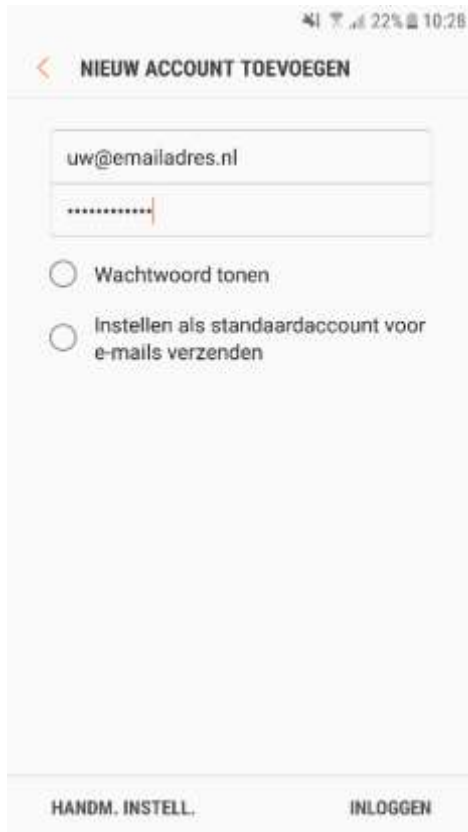 22% 10:28
NIEUW ACCOUNT TOEVOEGEN
uw@emailadres.nl
••••••••••••
Wachtwoord tonen
Instellen als standaardaccount voor
e-mails verzenden
HANDM. INSTELL. INLOGGEN